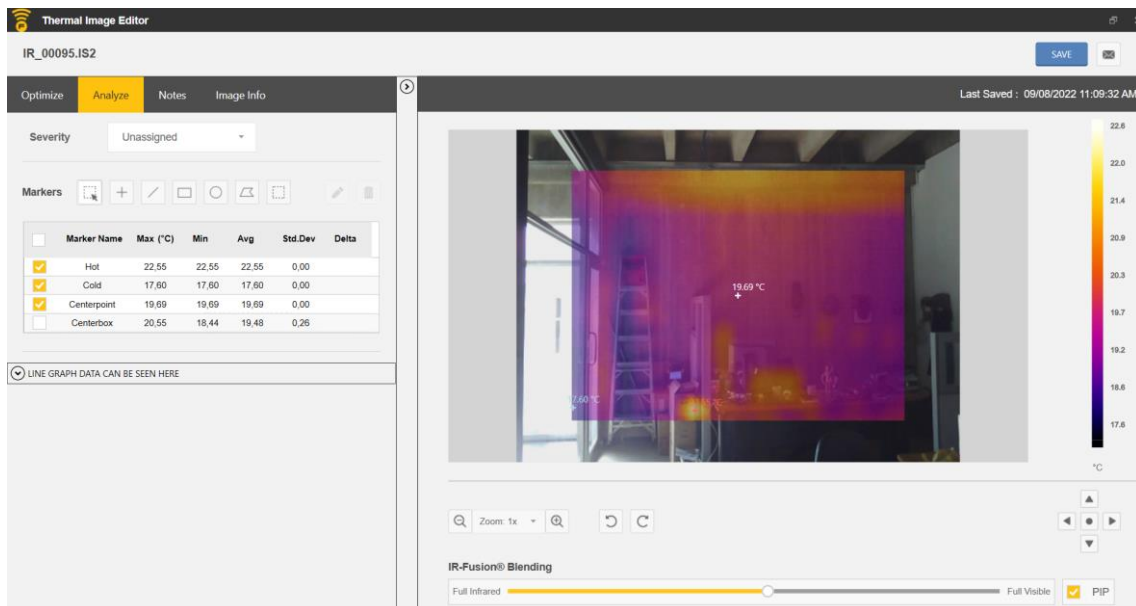 Thermal Image Editor
IR_00095.IS2
SAVE
Optimize Analyze Notes Image Info
Last Saved : 09/08/2022 11:09:32 AM
Severity Unassigned
Markers
Marker Name Max (°C) Min Avg Std.Dev Delta
Hot 22,55 22,55 22,55 0,00
Cold 17,60 17,60 17,60 0,00
Centerpoint 19,69 19,69 19,69 0,00
Centerbox 20,55 18,44 19,48 0,26
LINE GRAPH DATA CAN BE SEEN HERE
19.69 °C
17.60 °C
22.6
22.0
21.4
20.9
20.3
19.7
19.2
18.6
17.6
°C
Zoom: 1x
IR-Fusion® Blending
Full Infrared Full Visible PIP